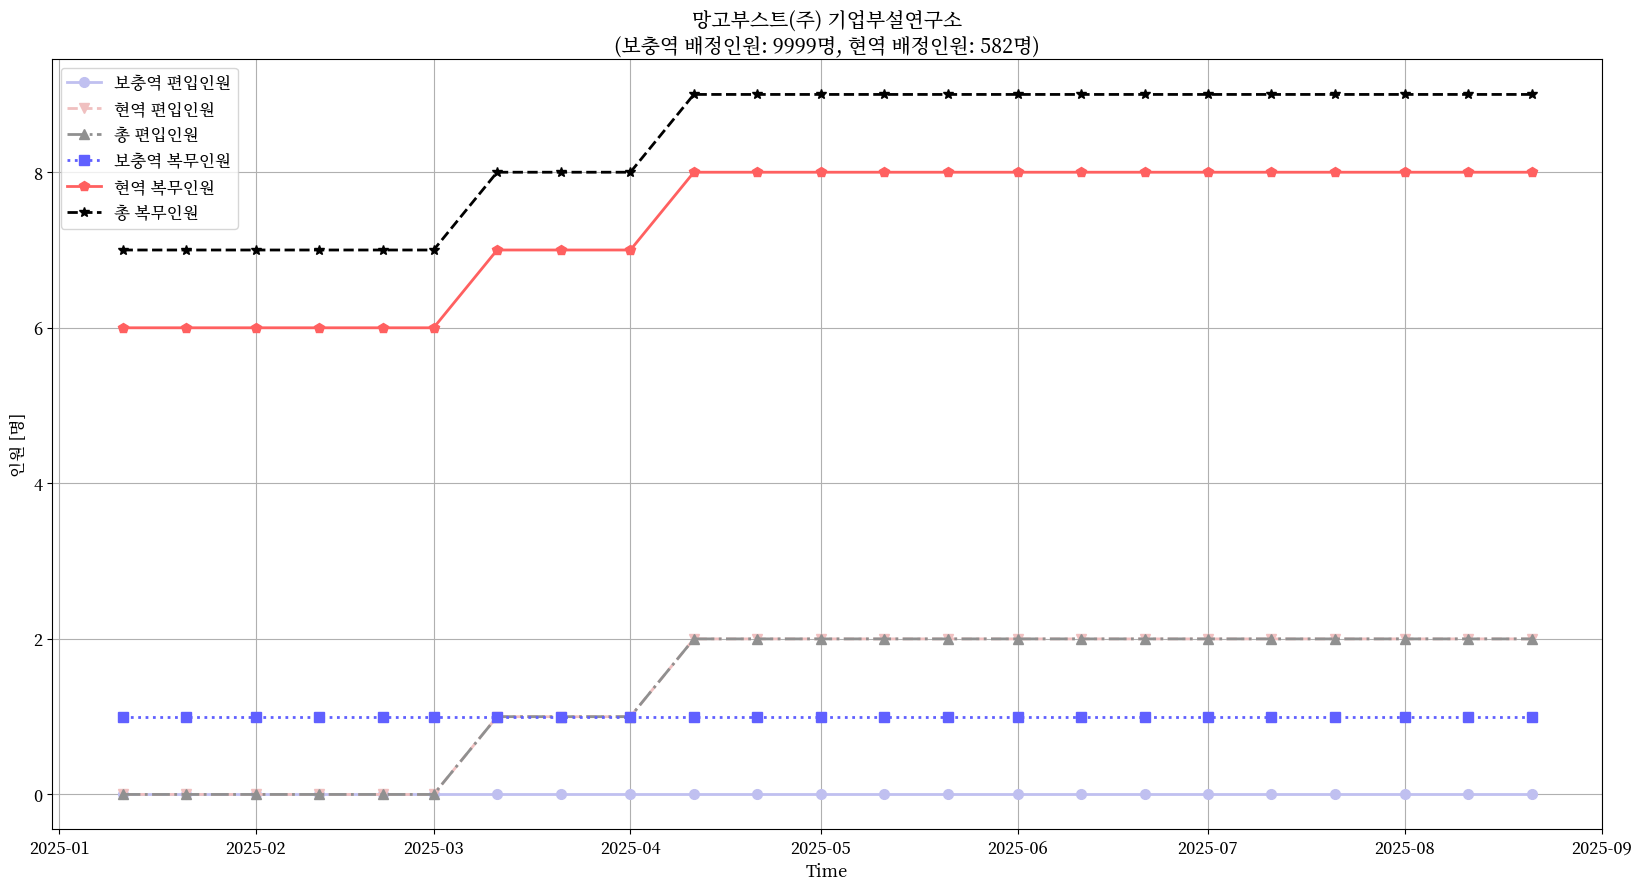 망고부스트(주) 기업부설연구소
(보충역 배정인원: 9999명, 현역 배정인원: 582명)
보충역 편입인원
현역 편입인원
총 편입인원
보충역 복무인원
현역 복무인원
총 복무인원
8
6
4
2
0
인원 [명]
2025-01 2025-02 2025-03 2025-04 2025-05 2025-06 2025-07 2025-08 2025-09
Time